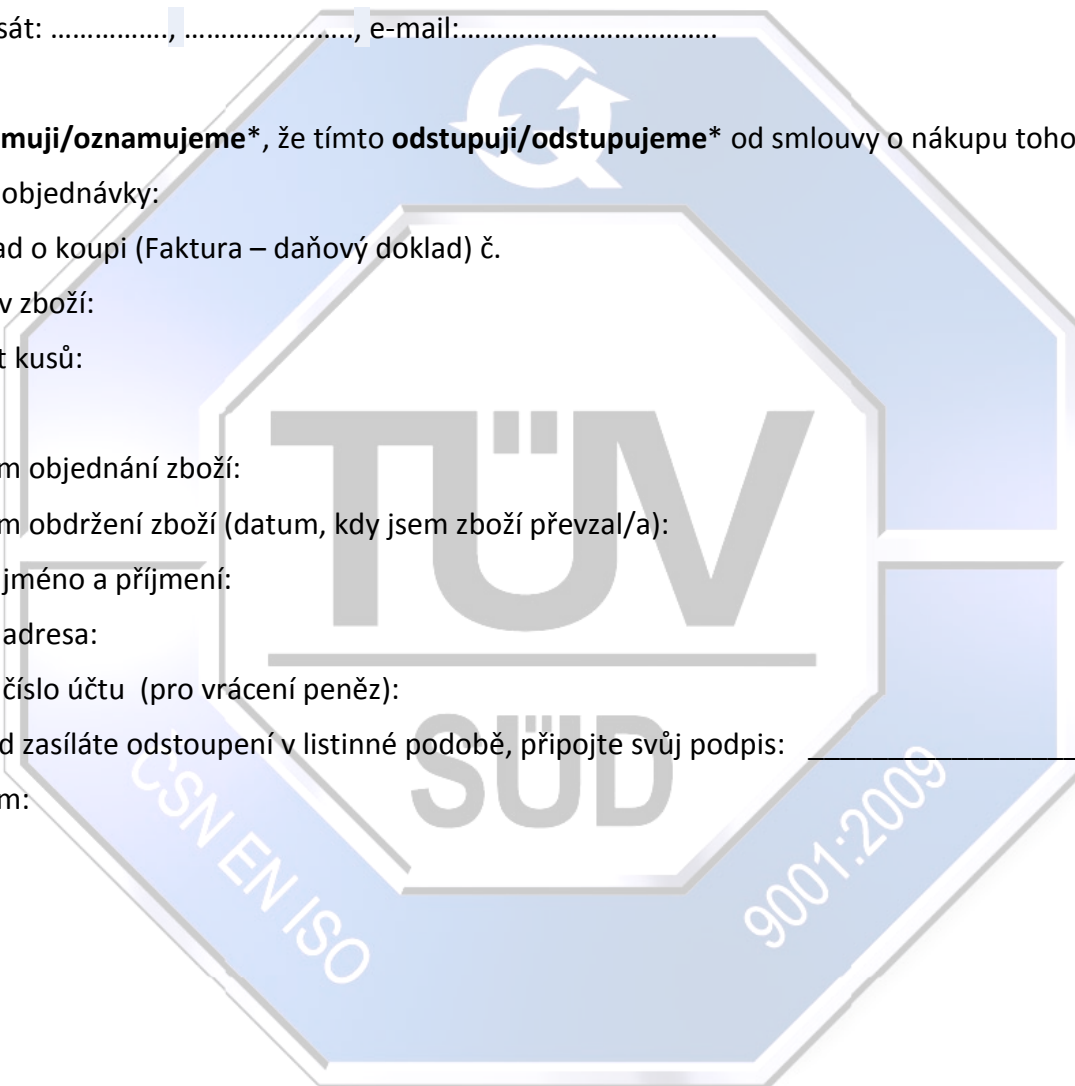 sát: ……………., ………………….., e-mail:……………………………..
muji/oznamujeme*, že tímto odstupuji/odstupujeme* od smlouvy o nákupu toho
objednávky:
ad o koupi (Faktura – daňový doklad) č.
v zboží:
t kusů:
m objednání zboží:
m obdržení zboží (datum, kdy jsem zboží převzal/a):
jméno a příjmení:
adresa:
číslo účtu (pro vrácení peněz):
d zasíláte odstoupení v listinné podobě, připojte svůj podpis: ___________________
m:
TÜV
SÜD
CSN EN ISO
9001:2009